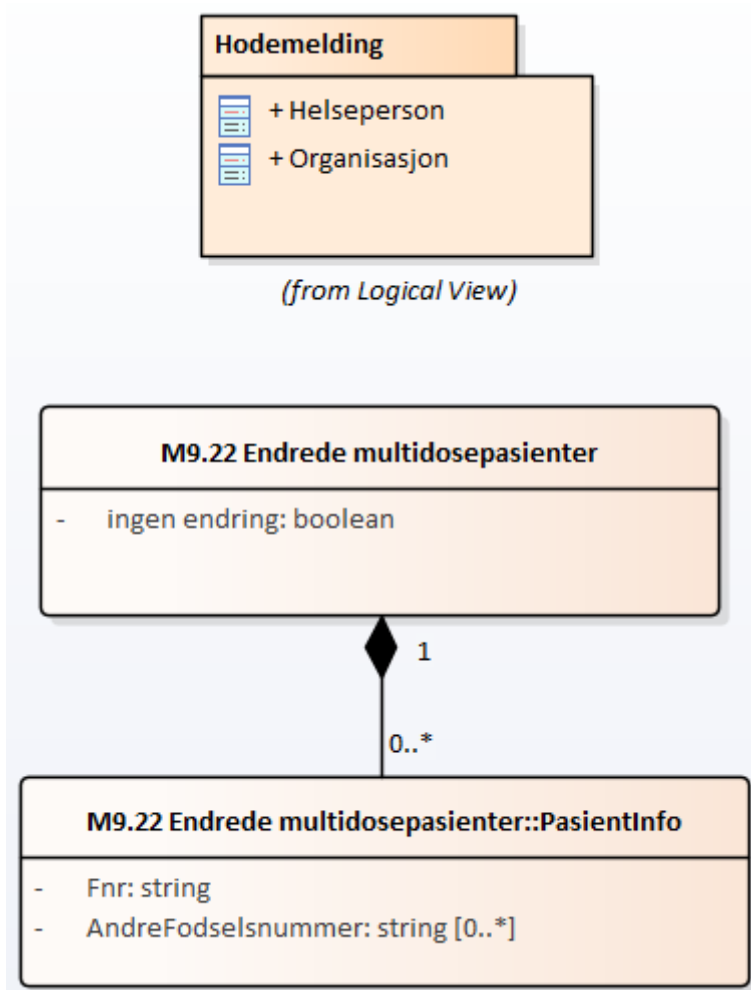 Hodemelding
+ Helseperson
+ Organisasjon
(from Logical View)
M9.22 Endrede multidosepasienter
- ingen endring: boolean
1
0..*
M9.22 Endrede multidosepasienter::PasientInfo
- Fnr: string
- AndreFodselsnummer: string [0..*]